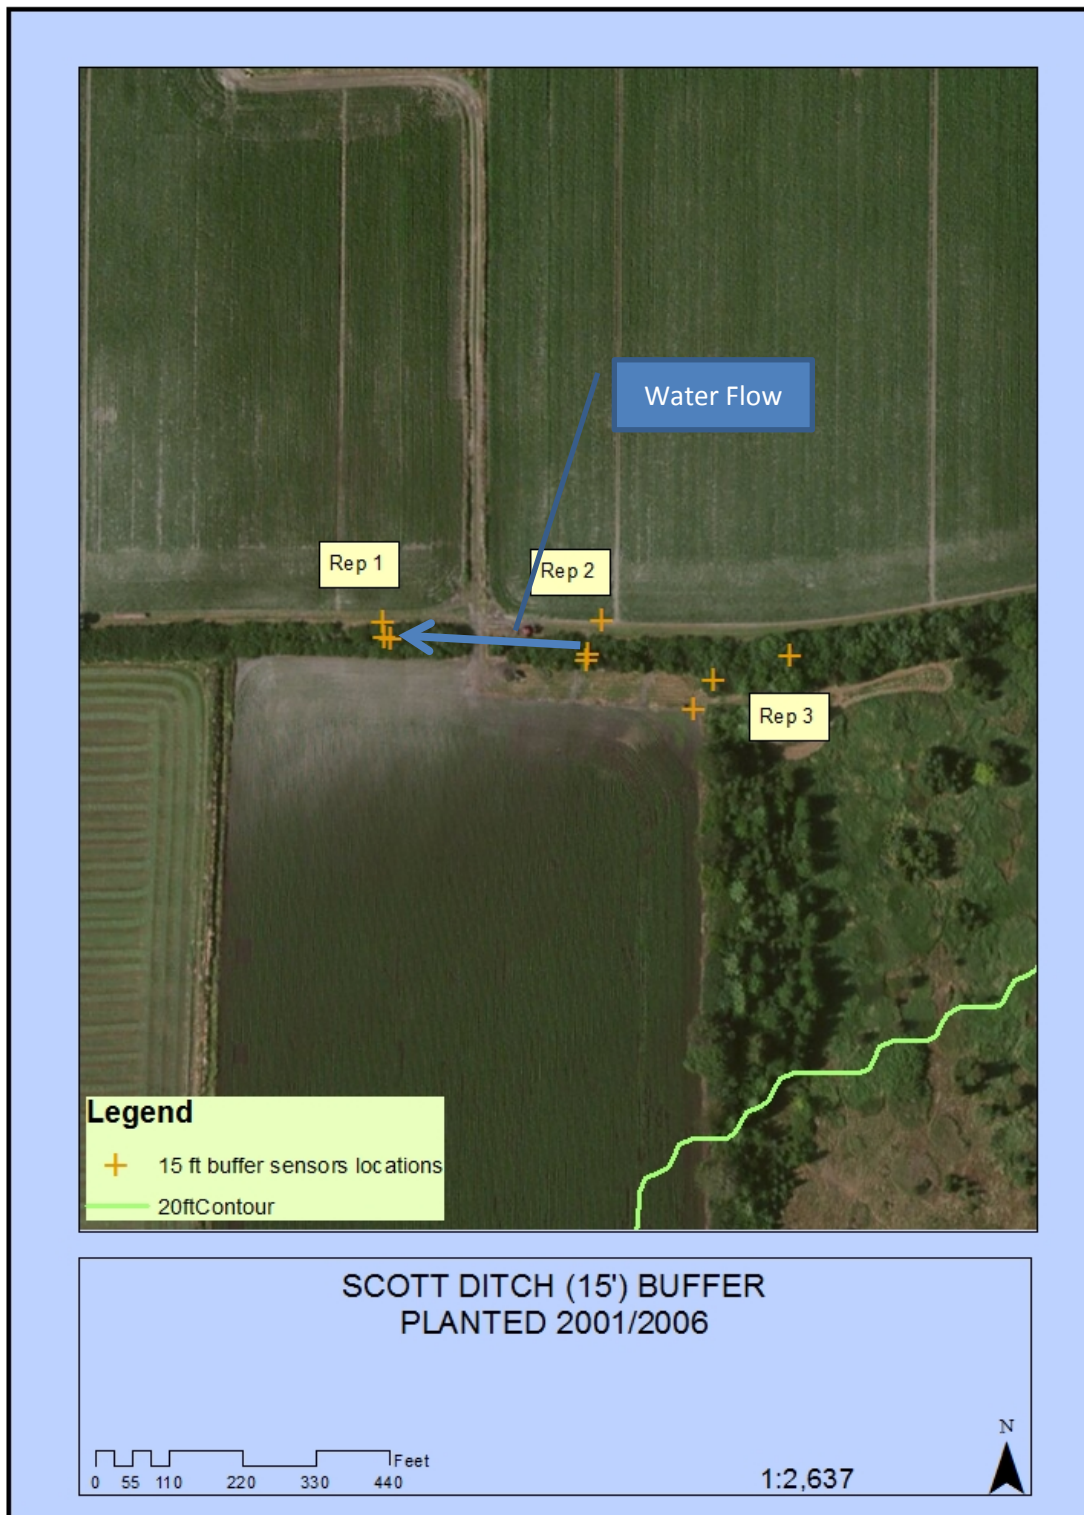 Water Flow
Rep 1
Rep 2
Rep 3
Legend
15 ft buffer sensors locations
20ftContour
SCOTT DITCH (15') BUFFER
PLANTED 2001/2006
N
Feet
0 55 110 220 330 440
1:2,637